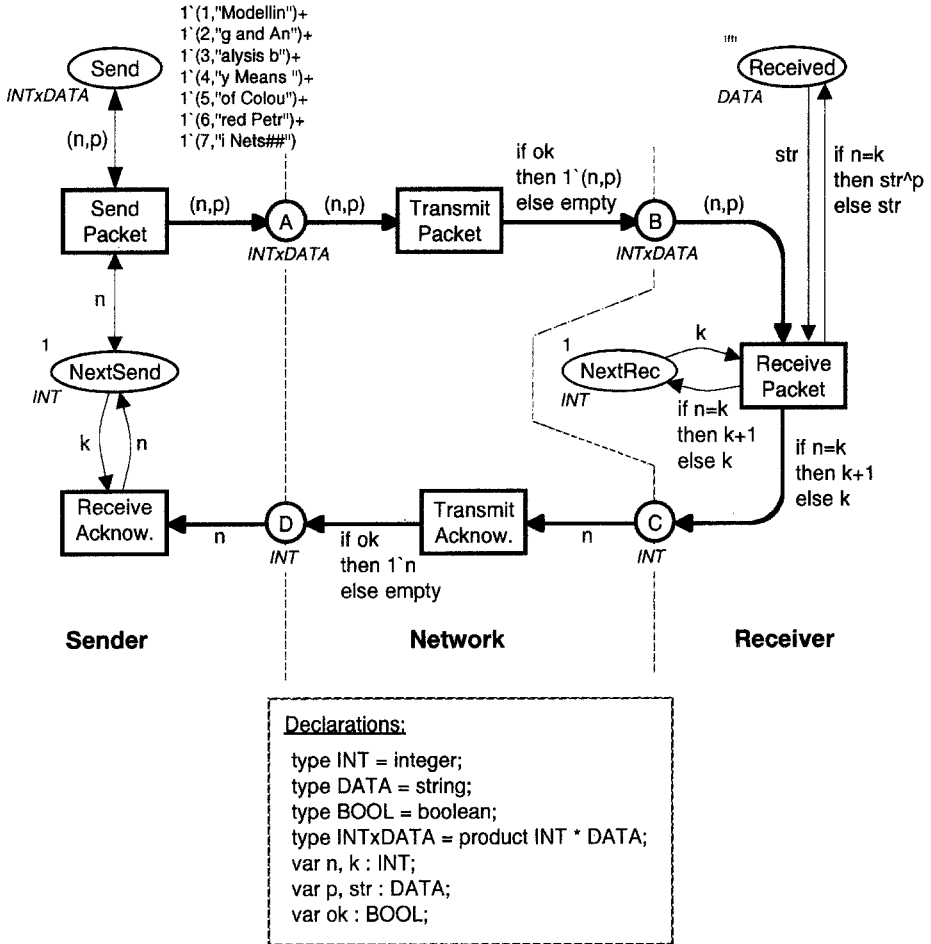 1`(1,"Modellin")+
1`(2,"g and An")+
1`(3,"alysis b")+
1`(4,"y Means ")+
1`(5,"of Colou")+
1`(6,"red Petr")+
1`(7,"i Nets##")
Send
INTxDATA
(n,p)
Send
Packet
(n,p)
A
INTxDATA
(n,p)
Transmit
Packet
if ok
then 1`(n,p)
else empty
B
INTxDATA
(n,p)
""
Received
DATA
str
if n=k
then str^p
else str
n
1
NextSend
INT
k
n
1
NextRec
INT
k
if n=k
then k+1
else k
Receive
Packet
if n=k
then k+1
else k
Receive
Acknow.
n
D
INT
if ok
then 1`n
else empty
Transmit
Acknow.
n
C
INT
Sender
Network
Receiver
Declarations:
type INT = integer;
type DATA = string;
type BOOL = boolean;
type INTxDATA = product INT * DATA;
var n, k : INT;
var p, str : DATA;
var ok : BOOL;